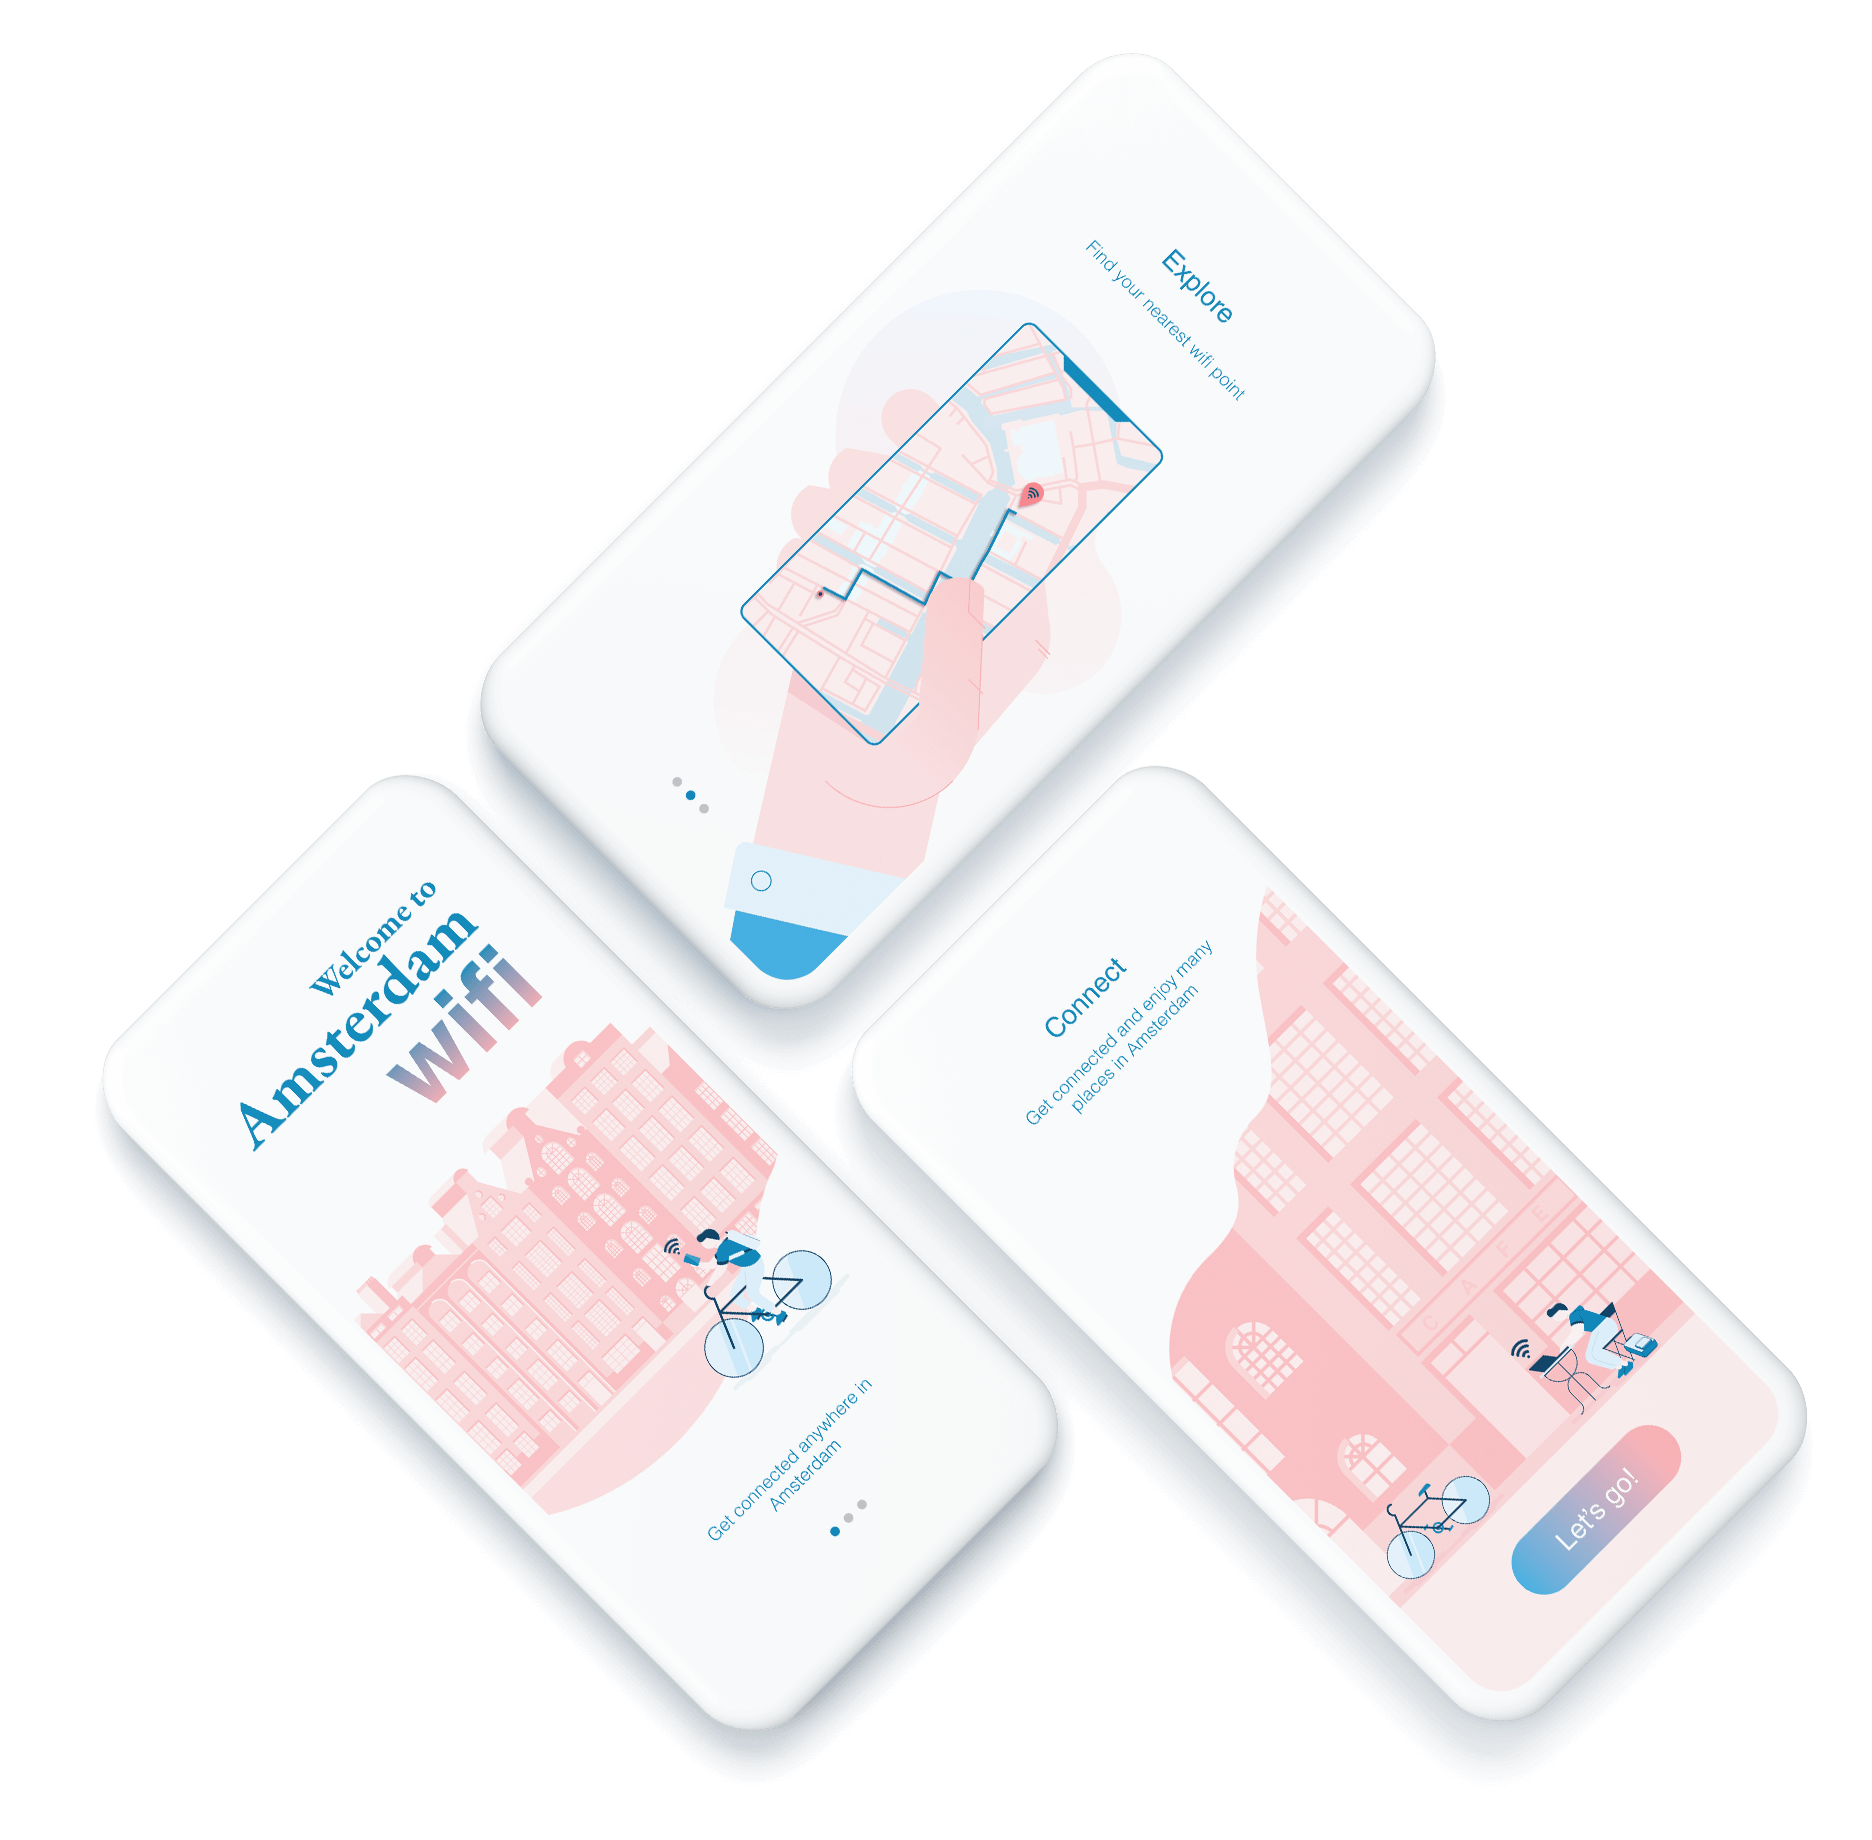 Explore
Find your nearest wifi point
Welcome to
Amsterdam
wifi
Get connected anywhere in
Amsterdam
Connect
Get connected and enjoy many
places in Amsterdam
CAFE
Let's go!